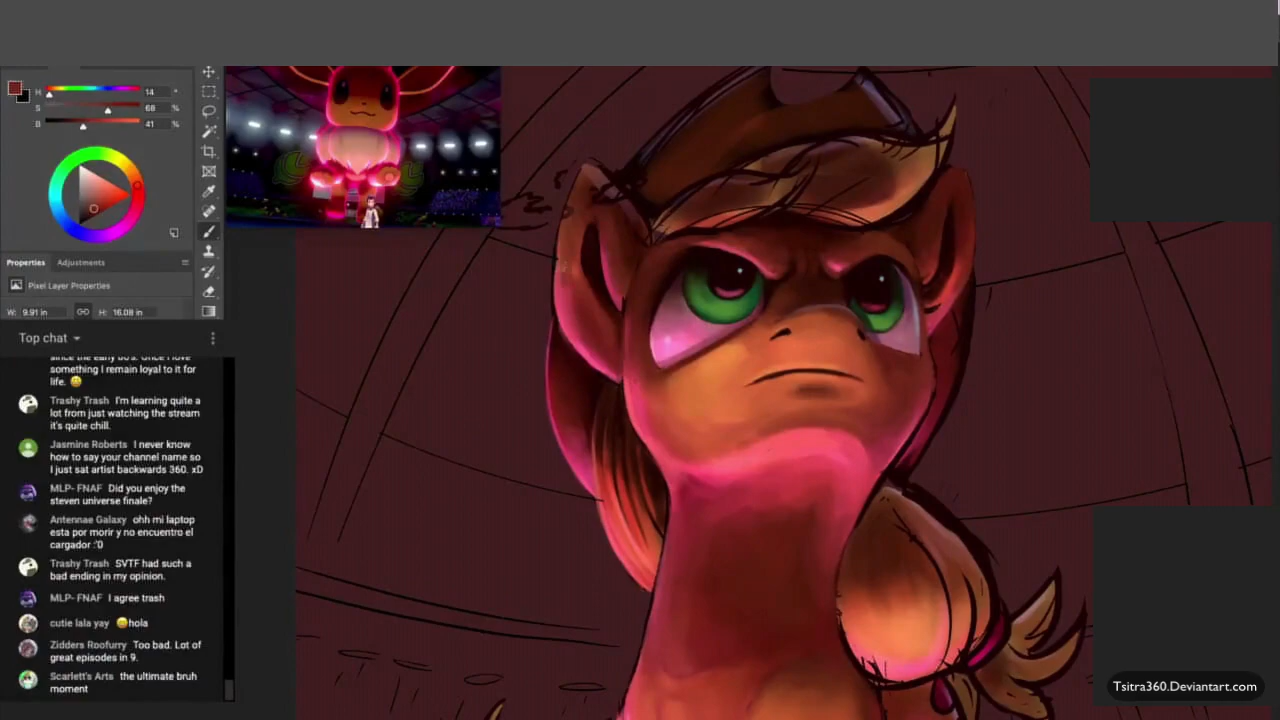 H 14 °
S 68 %
B 41 %
Properties Adjustments
Pixel Layer Properties
W: 9.91 in H: 16.08 in
Top chat
something I remain loyal to it for
life. 😀
Trashy Trash I'm learning quite a
lot from just watching the stream
it's quite chill.
Jasmine Roberts I never know
how to say your channel name so
I just sat artist backwards 360. xD
MLP- FNAF Did you enjoy the
steven universe finale?
Antennae Galaxy ohh mi laptop
esta por morir y no encuentro el
cargador :'0
Trashy Trash SVTF had such a
bad ending in my opinion.
MLP- FNAF I agree trash
cutie lala yay 😀hola
Zidders Roofurry Too bad. Lot of
great episodes in 9.
Scarlett's Arts the ultimate bruh
moment
Tsitra360.Deviantart.com